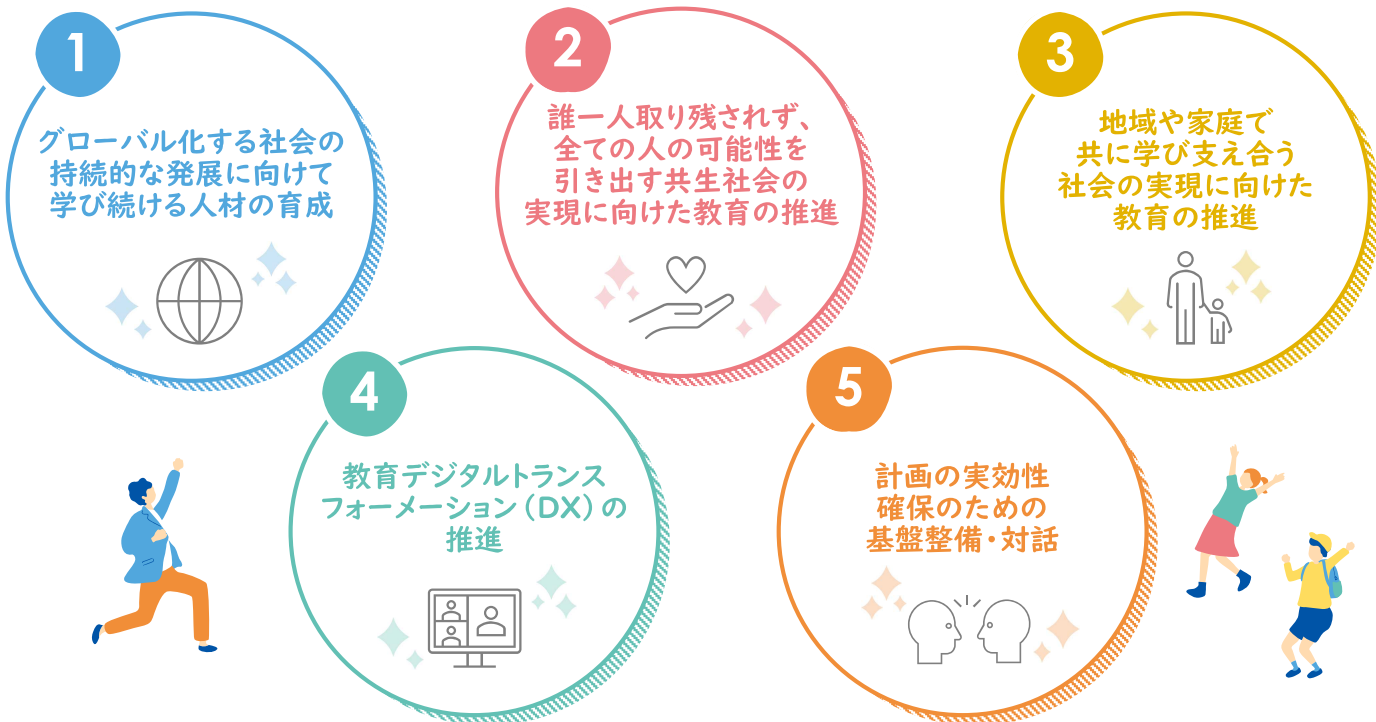 1
グローバル化する社会の
持続的な発展に向けて
学び続ける人材の育成
2
誰一人取り残されず、
全ての人の可能性を
引き出す共生社会の
実現に向けた教育の推進
3
地域や家庭で
共に学び支え合う
社会の実現に向けた
教育の推進
4
教育デジタルトランス
フォーメーション(DX)の
推進
5
計画の実効性
確保のための
基盤整備・対話